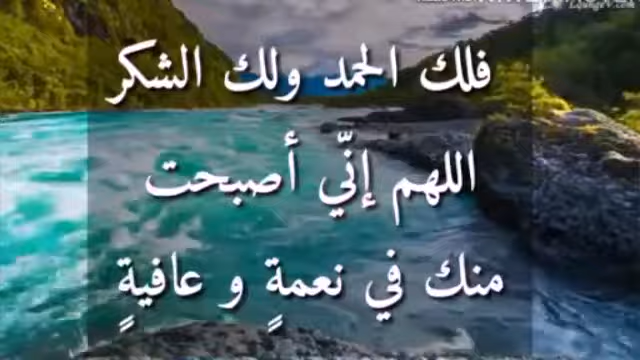 فلك الحمد ولك الشكر
اللهم إنّي أصبحت
منك في نعمةٍ و عافيةٍ